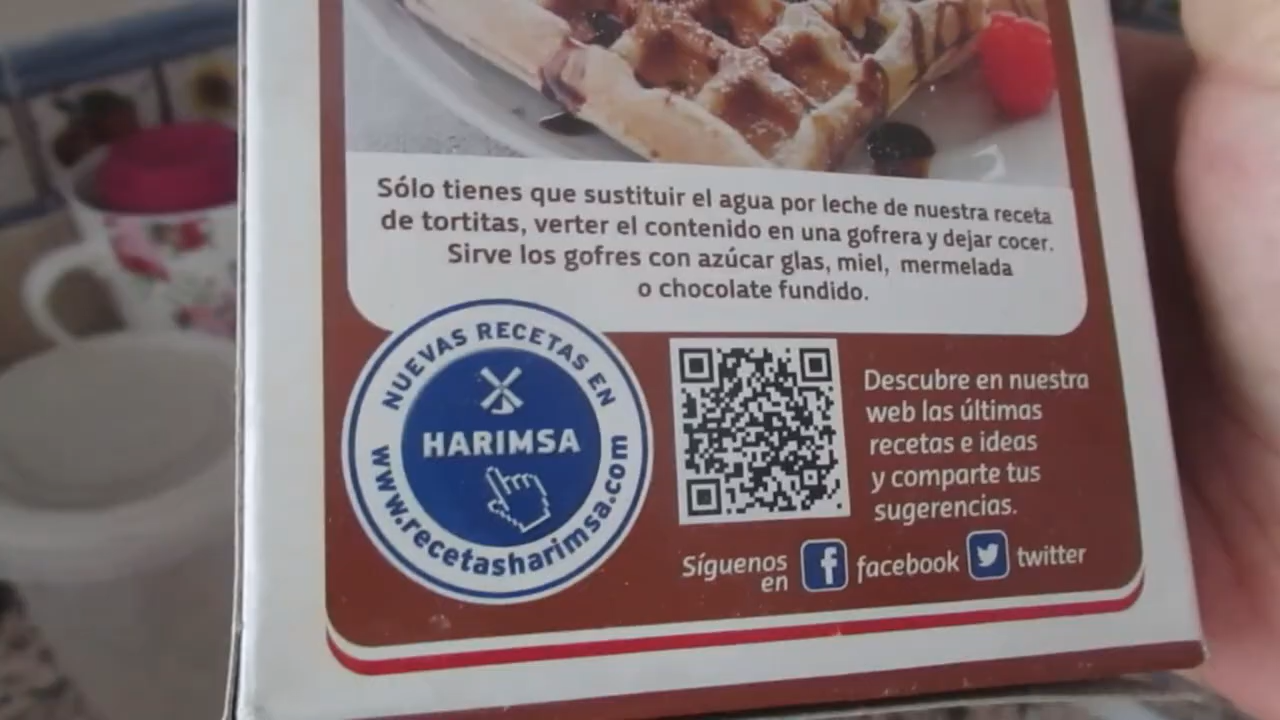 Sólo tienes que sustituir el agua por leche de nuestra receta
de tortitas, verter el contenido en una gofrera y dejar cocer.
Sirve los gofres con azúcar glas, miel, mermelada
o chocolate fundido.
NUEVAS RECETAS EN
HARIMSA
www.recetasharimsa.com
Descubre en nuestra
web las últimas
recetas e ideas
y comparte tus
sugerencias.
Síguenos
en
facebook
twitter